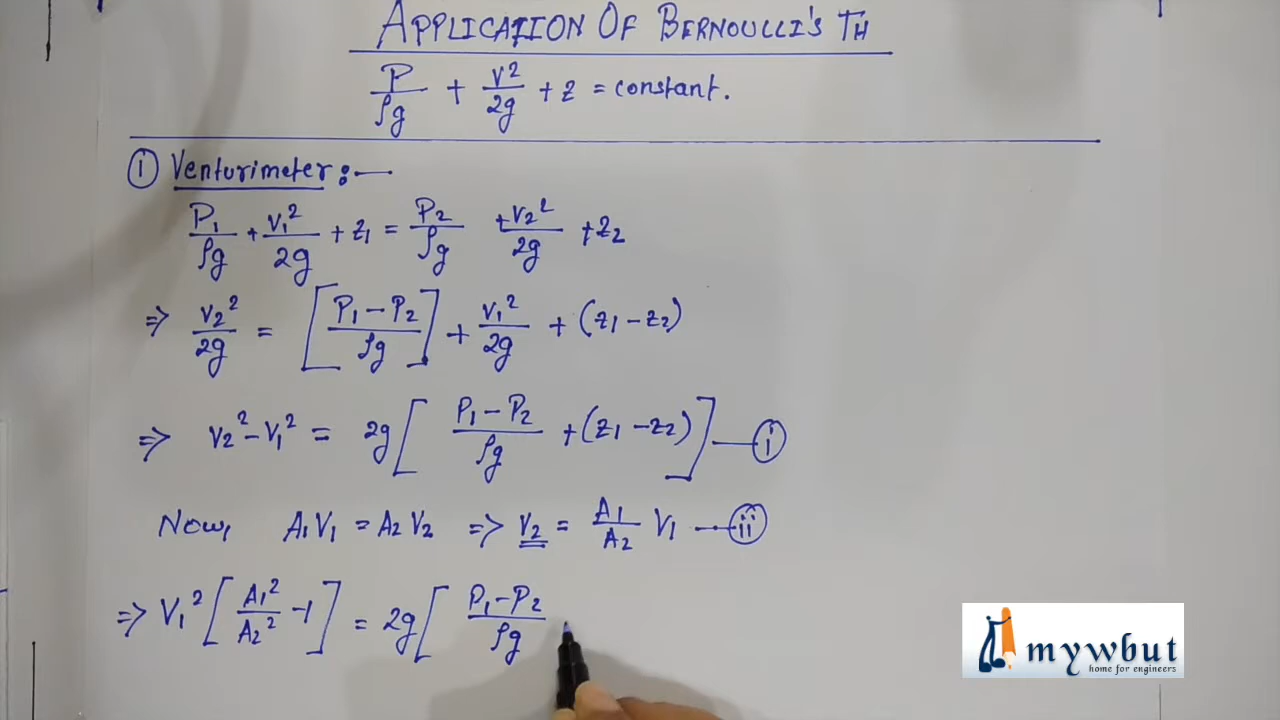 APPLICATION OF BERNOULLI'S TH
P/ρg + V²/2g + z = constant.
① Venturimeter :—
P₁/ρg + V₁²/2g + z₁ = P₂/ρg + V₂²/2g + z₂
⇒ V₂²/2g = [P₁ − P₂/ρg] + V₁²/2g + (z₁ − z₂)
⇒ V₂² − V₁² = 2g [P₁ − P₂/ρg + (z₁ − z₂)] — ⓘ
Now, A₁V₁ = A₂V₂ ⇒ V₂ = A₁/A₂ V₁ — ⓘⓘ
⇒ V₁² [A₁²/A₂² − 1] = 2g [P₁ − P₂/ρg
mywbut
home for engineers